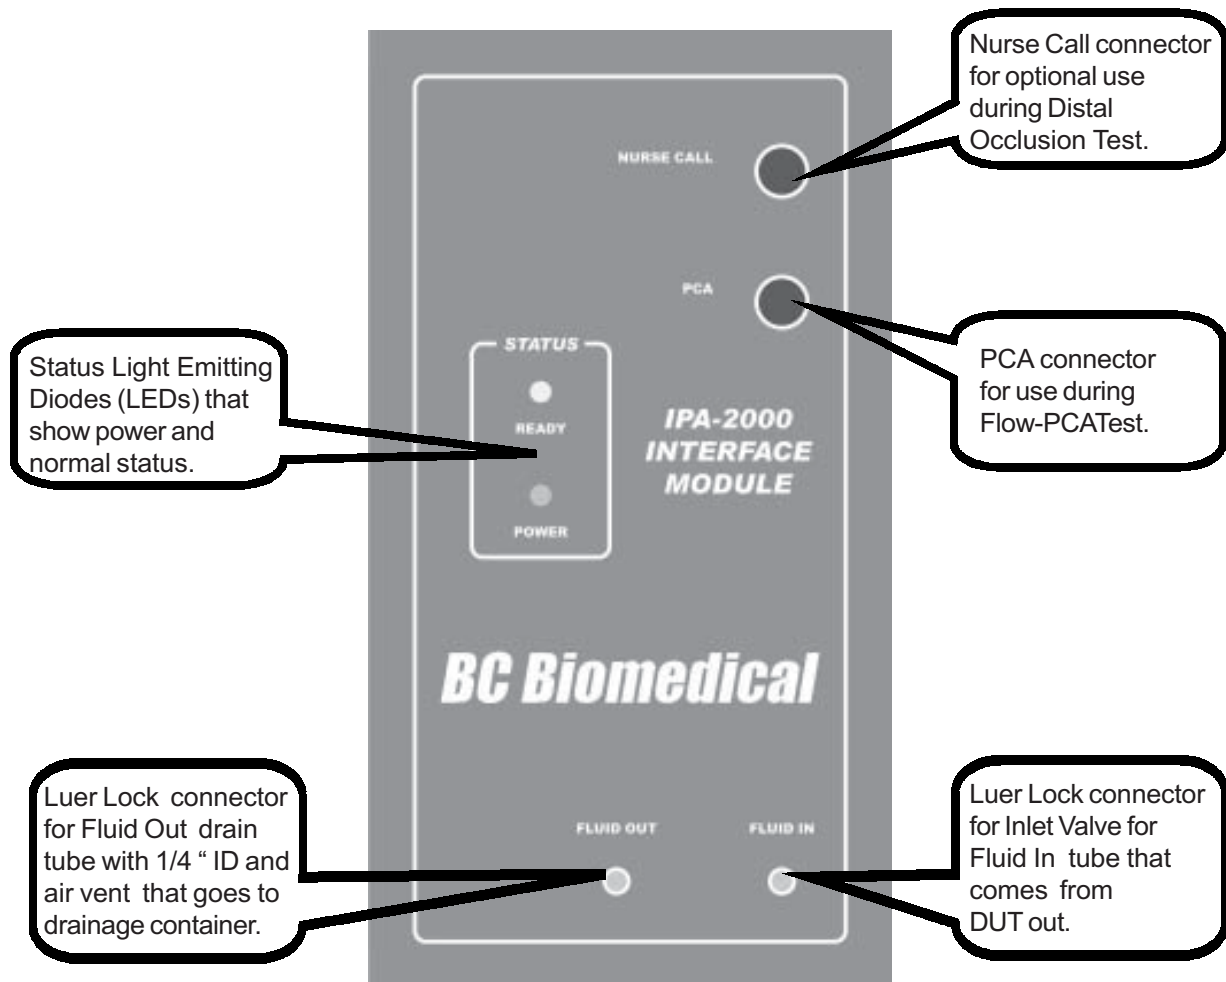 Nurse Call connector
for optional use
during Distal
Occlusion Test.
NURSE CALL
PCA
PCA connector
for use during
Flow-PCATest.
STATUS
READY
POWER
Status Light Emitting
Diodes (LEDs) that
show power and
normal status.
IPA-2000
INTERFACE
MODULE
BC Biomedical
FLUID OUT
FLUID IN
Luer Lock connector
for Fluid Out drain
tube with 1/4 “ ID and
air vent that goes to
drainage container.
Luer Lock connector
for Inlet Valve for
Fluid In tube that
comes from
DUT out.